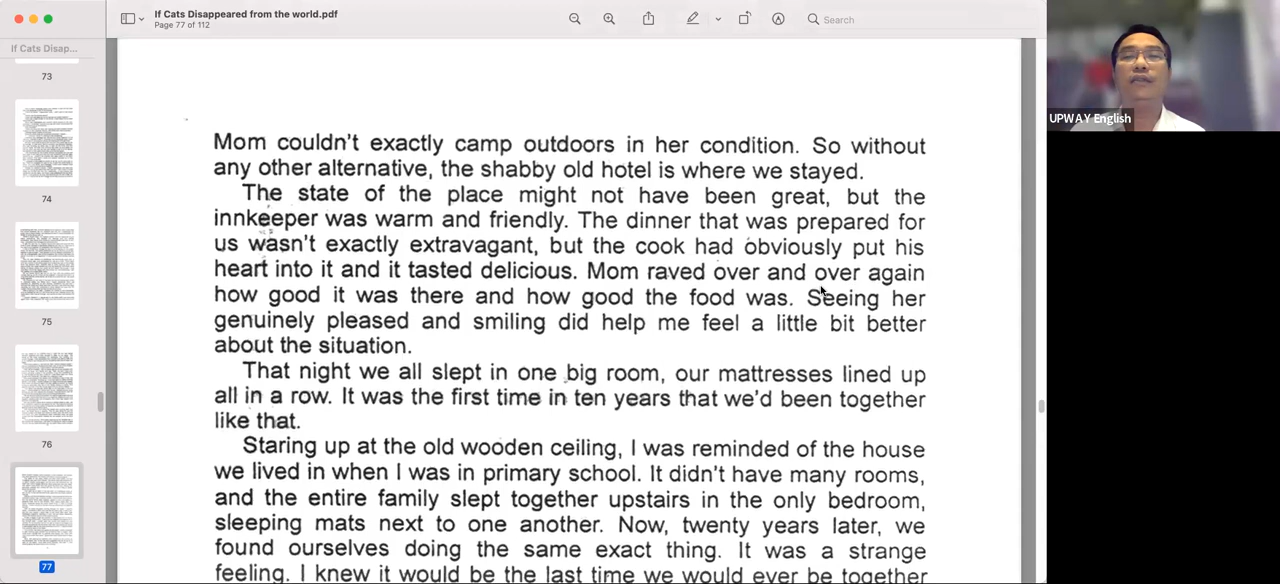 If Cats Disappeared from the world.pdf
Page 77 of 112
Search
If Cats Disap...
73
74
75
76
77
UPWAY English
Mom couldn't exactly camp outdoors in her condition. So without
any other alternative, the shabby old hotel is where we stayed.
The state of the place might not have been great, but the
innkeeper was warm and friendly. The dinner that was prepared for
us wasn't exactly extravagant, but the cook had obviously put his
heart into it and it tasted delicious. Mom raved over and over again
how good it was there and how good the food was. Seeing her
genuinely pleased and smiling did help me feel a little bit better
about the situation.
That night we all slept in one big room, our mattresses lined up
all in a row. It was the first time in ten years that we'd been together
like that.
Staring up at the old wooden ceiling, I was reminded of the house
we lived in when I was in primary school. It didn't have many rooms,
and the entire family slept together upstairs in the only bedroom,
sleeping mats next to one another. Now, twenty years later, we
found ourselves doing the same exact thing. It was a strange
feeling. I knew it would be the last time we would ever be together